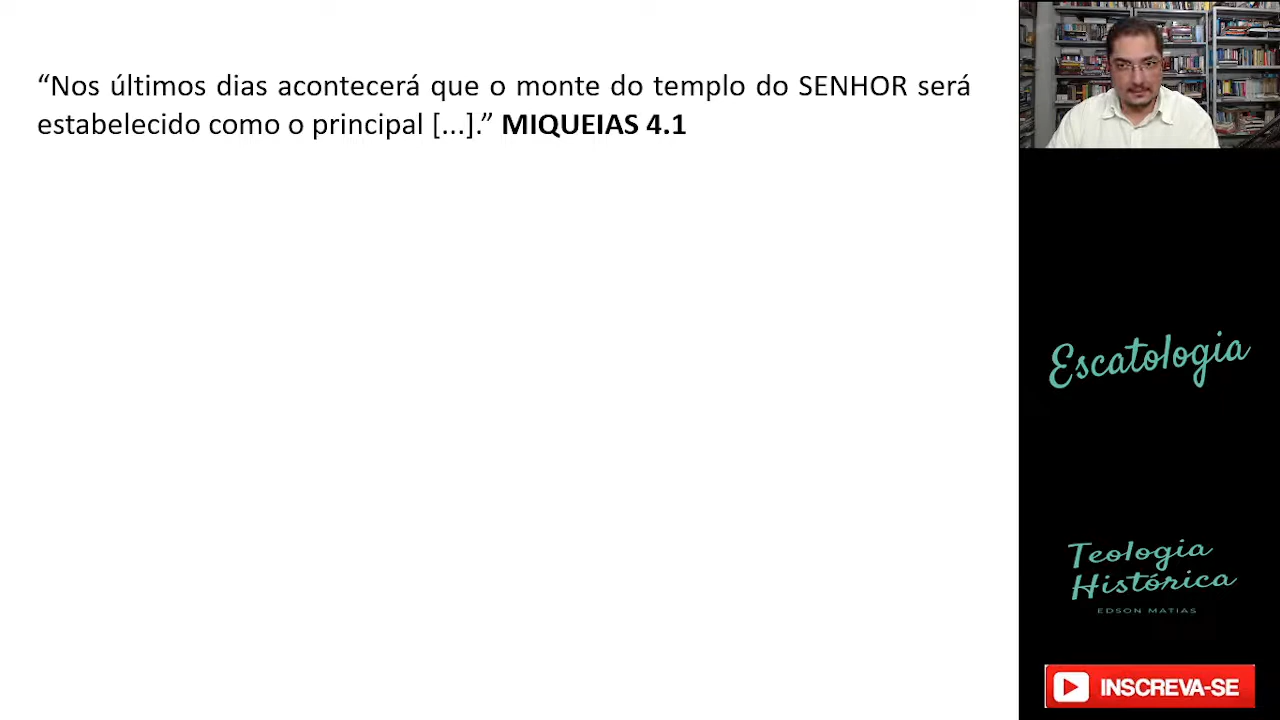 “Nos últimos dias acontecerá que o monte do templo do SENHOR será
estabelecido como o principal [...].” MIQUEIAS 4.1
Escatologia
Teologia
Histórica
EDSON MATIAS
INSCREVA-SE